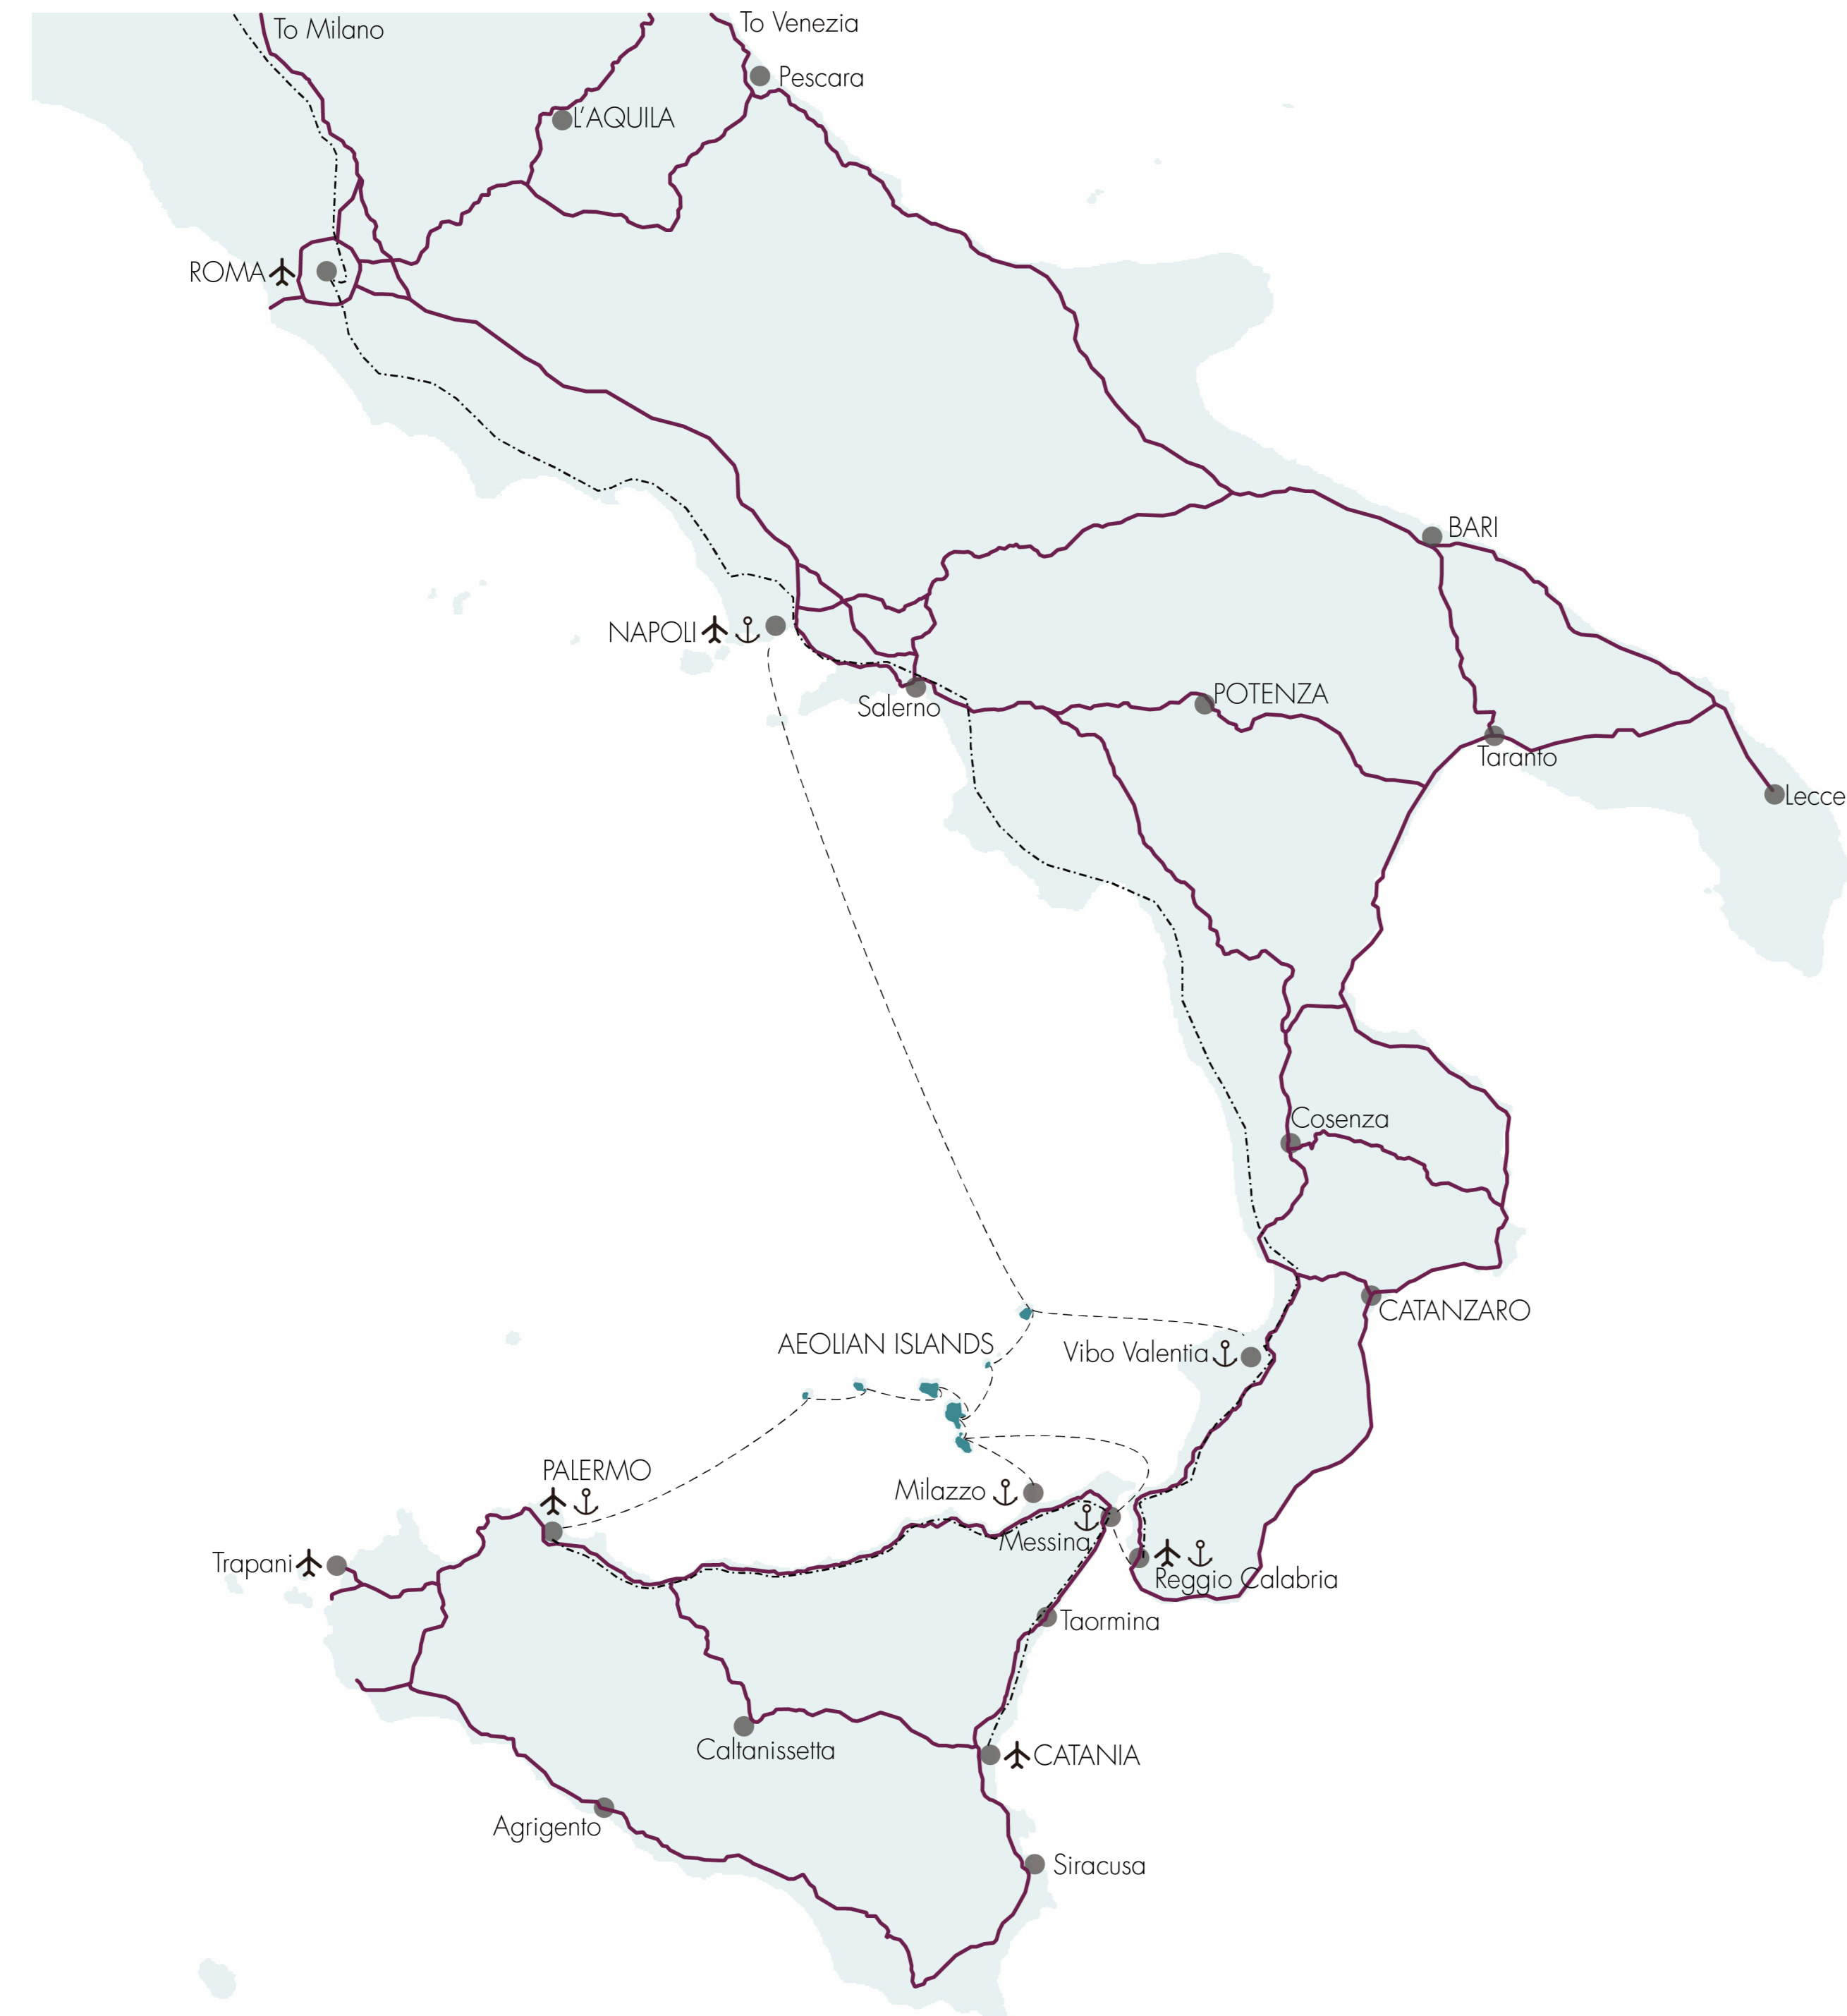 To Milano
To Venezia
Pescara
L'AQUILA
ROMA
BARI
NAPOLI
Salerno
POTENZA
Taranto
Lecce
Cosenza
CATANZARO
AEOLIAN ISLANDS
Vibo Valentia
PALERMO
Milazzo
Messina
Trapani
Reggio Calabria
Taormina
Caltanissetta
CATANIA
Agrigento
Siracusa